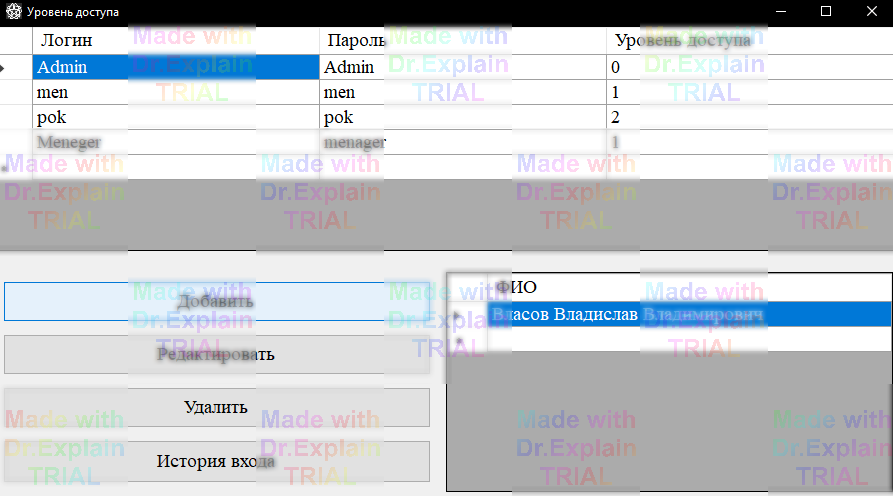 Уровень доступа
Логин Пароль Уровень доступа
Admin Admin 0
men men 1
pok pok 2
Meneger menager 1
Made with Made with Made with
Dr.Explain Dr.Explain Dr.Explain
TRIAL TRIAL TRIAL
Made with Made with Made with Made with
Dr.Explain Dr.Explain Dr.Explain Dr.Explain
TRIAL TRIAL TRIAL TRIAL
Добавить
Редактировать
Удалить
История входа
ФИО
Власов Владислав Владимирович
Made with Made with Made with
Dr.Explain Dr.Explain Dr.Explain
TRIAL TRIAL TRIAL
Made with Made with Made with Made with
Dr.Explain Dr.Explain Dr.Explain Dr.Explain
TRIAL TRIAL TRIAL TRIAL